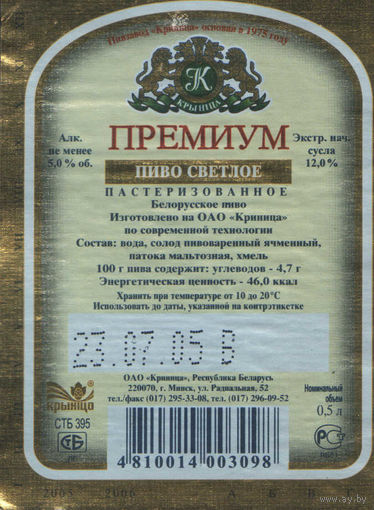 Пивзавод «Крыніца» основан в 1975 году
К
КРЫНІЦА
ПРЕМИУМ
Алк.
не менее
5,0 % об.
Экстр. нач.
сусла
12,0 %
ПИВО СВЕТЛОЕ
ПАСТЕРИЗОВАННОЕ
Белорусское пиво
Изготовлено на ОАО «Криница»
по современной технологии
Состав: вода, солод пивоваренный ячменный,
патока мальтозная, хмель
100 г пива содержит: углеводов - 4,7 г
Энергетическая ценность - 46,0 ккал
Хранить при температуре от 10 до 20°С
Использовать до даты, указанной на контрэтикетке
23.07.05 В
ОАО «Криница», Республика Беларусь
220070, г. Минск, ул. Радиальная, 52
тел./факс (017) 295-33-08, тел. (017) 296-09-52
крынiца
СТБ 395
Номинальный
объем
0,5 л
4 810014 003098
2005 2006 А Б В
www.ay.by